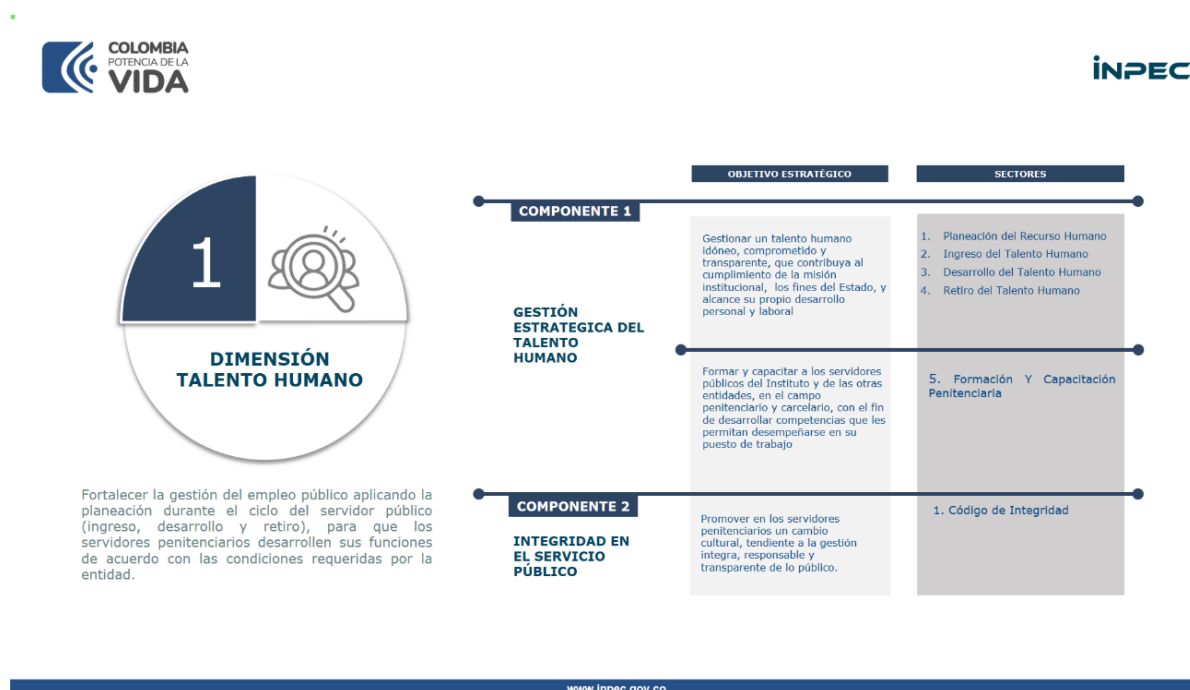 COLOMBIA
POTENCIA DE LA
VIDA
INPEC
1
DIMENSIÓN
TALENTO HUMANO
Fortalecer la gestión del empleo público aplicando la
planeación durante el ciclo del servidor público
(ingreso, desarrollo y retiro), para que los
servidores penitenciarios desarrollen sus funciones
de acuerdo con las condiciones requeridas por la
entidad.
OBJETIVO ESTRATÉGICO
SECTORES
COMPONENTE 1
GESTIÓN
ESTRATEGICA DEL
TALENTO
HUMANO
Gestionar un talento humano
idóneo, comprometido y
transparente, que contribuya al
cumplimiento de la misión
institucional, los fines del Estado, y
alcance su propio desarrollo
personal y laboral
1. Planeación del Recurso Humano
2. Ingreso del Talento Humano
3. Desarrollo del Talento Humano
4. Retiro del Talento Humano
Formar y capacitar a los servidores
públicos del Instituto y de las otras
entidades, en el campo
penitenciario y carcelario, con el fin
de desarrollar competencias que les
permitan desempeñarse en su
puesto de trabajo
5. Formación Y Capacitación
Penitenciaria
COMPONENTE 2
INTEGRIDAD EN
EL SERVICIO
PÚBLICO
Promover en los servidores
penitenciarios un cambio
cultural, tendiente a la gestión
integra, responsable y
transparente de lo público.
1. Código de Integridad
www.inpec.gov.co